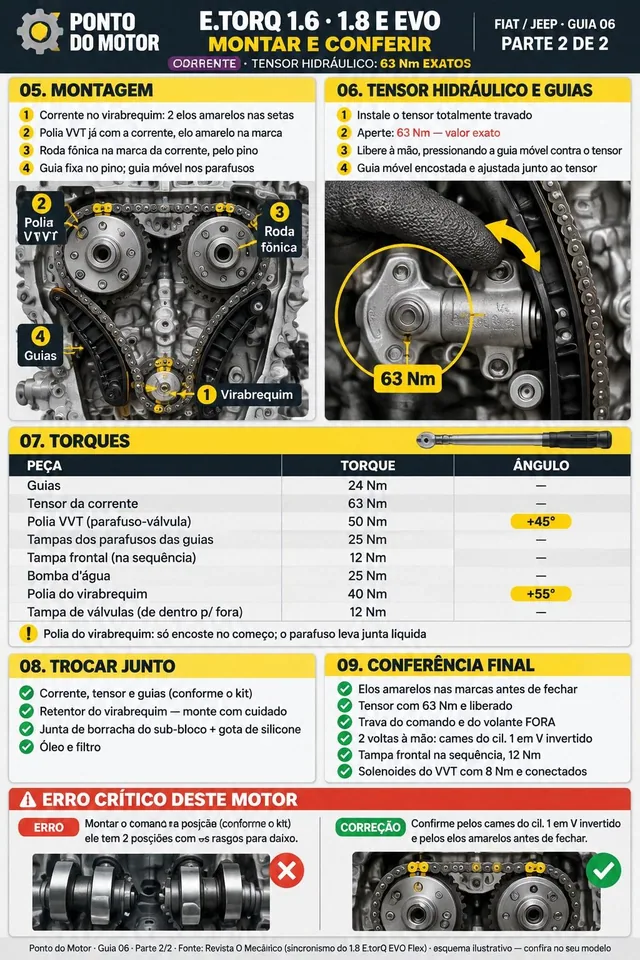 PONTO
DO MOTOR
E.TORQ 1.6 · 1.8 E EVO
MONTAR E CONFERIR
CORRENTE · TENSOR HIDRÁULICO: 63 Nm EXATOS
FIAT / JEEP · GUIA 06
PARTE 2 DE 2
05. MONTAGEM
1 Corrente no virabrequim: 2 elos amarelos nas setas
2 Polia VVT já com a corrente, elo amarelo na marca
3 Roda fônica na marca da corrente, pelo pino
4 Guia fixa no pino; guia móvel nos parafusos
2
Polia
VVT
3
Roda
fônica
4
Guias
1 Virabrequim
06. TENSOR HIDRÁULICO E GUIAS
1 Instale o tensor totalmente travado
2 Aperte: 63 Nm — valor exato
3 Libere à mão, pressionando a guia móvel contra o tensor
4 Guia móvel encostada e ajustada junto ao tensor
63 Nm
07. TORQUES
PEÇA TORQUE ÂNGULO
Guias 24 Nm —
Tensor da corrente 63 Nm —
Polia VVT (parafuso-válvula) 50 Nm +45°
Tampas dos parafusos das guias 25 Nm —
Tampa frontal (na sequência) 12 Nm —
Bomba d'água 25 Nm —
Polia do virabrequim 40 Nm +55°
Tampa de válvulas (de dentro p/ fora) 12 Nm —
! Polia do virabrequim: só encoste no começo; o parafuso leva junta líquida
08. TROCAR JUNTO
Corrente, tensor e guias (conforme o kit)
Retentor do virabrequim — monte com cuidado
Junta de borracha do sub-bloco + gota de silicone
Óleo e filtro
09. CONFERÊNCIA FINAL
Elos amarelos nas marcas antes de fechar
Tensor com 63 Nm e liberado
Trava do comando e do volante FORA
2 voltas à mão: cames do cil. 1 em V invertido
Tampa frontal na sequência, 12 Nm
Solenoides do VVT com 8 Nm e conectados
ERRO CRÍTICO DESTE MOTOR
ERRO
Montar o na (conforme o kit)
ele tem 2 posições com rasgos para baixo.
CORREÇÃO
Confirme pelos cames do cil. 1 em V invertido
e pelos elos amarelos antes de fechar.
Ponto do Motor · Guia 06 · Parte 2/2 · Fonte: Revista O Mecânico (sincronismo do 1.8 E.torQ EVO Flex) · esquema ilustrativo — confira no seu modelo